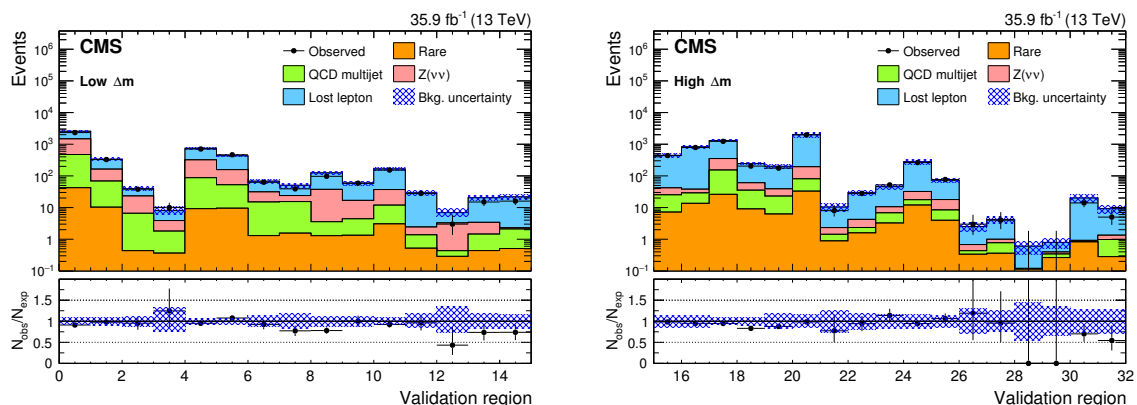 35.9 fb⁻¹ (13 TeV)
CMS
Low Δm
Observed
Rare
QCD multijet
Z(νν)
Lost lepton
Bkg. uncertainty
Events
10⁶
10⁵
10⁴
10³
10²
10
1
10⁻¹
N_obs/N_exp
1.5
1
0.5
0
0 2 4 6 8 10 12 14
Validation region
35.9 fb⁻¹ (13 TeV)
CMS
High Δm
Observed
Rare
QCD multijet
Z(νν)
Lost lepton
Bkg. uncertainty
Events
10⁶
10⁵
10⁴
10³
10²
10
1
10⁻¹
N_obs/N_exp
1.5
1
0.5
0
16 18 20 22 24 26 28 30 32
Validation region